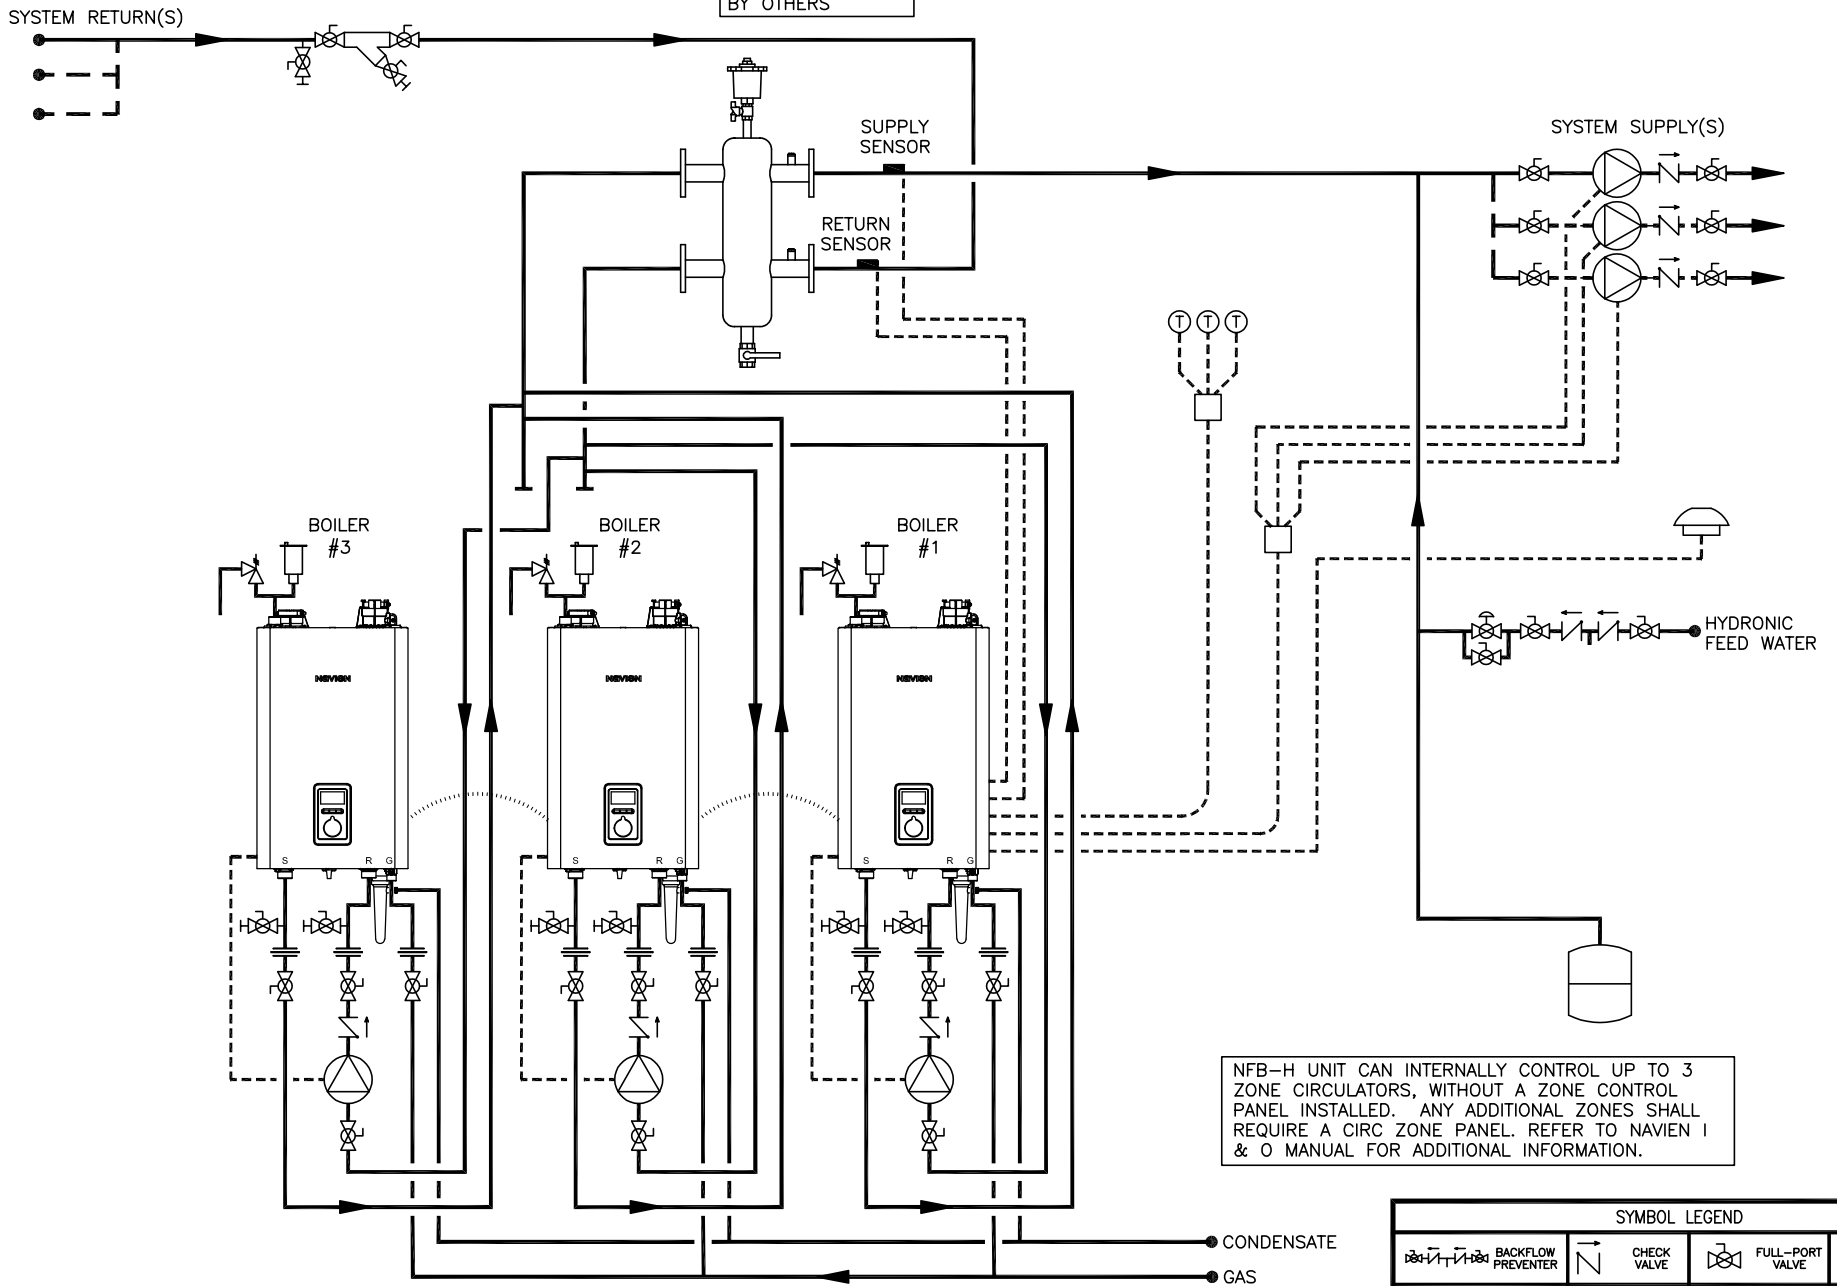 BY OTHERS
SYSTEM RETURN(S)
SUPPLY
SENSOR
SYSTEM SUPPLY(S)
RETURN
SENSOR
T T T
BOILER
#3
BOILER
#2
BOILER
#1
HYDRONIC
FEED WATER
NAVIEN
NAVIEN
NAVIEN
S R G
S R G
S R G
NFB-H UNIT CAN INTERNALLY CONTROL UP TO 3
ZONE CIRCULATORS, WITHOUT A ZONE CONTROL
PANEL INSTALLED. ANY ADDITIONAL ZONES SHALL
REQUIRE A CIRC ZONE PANEL. REFER TO NAVIEN I
& O MANUAL FOR ADDITIONAL INFORMATION.
SYMBOL LEGEND
BACKFLOW
PREVENTER
CHECK
VALVE
FULL-PORT
VALVE
CONDENSATE
GAS